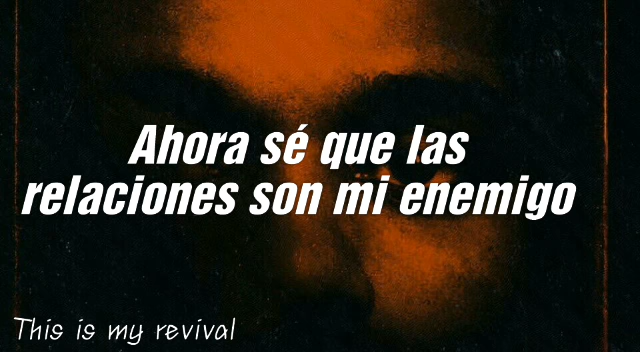 Ahora sé que las
relaciones son mi enemigo
This is my revival